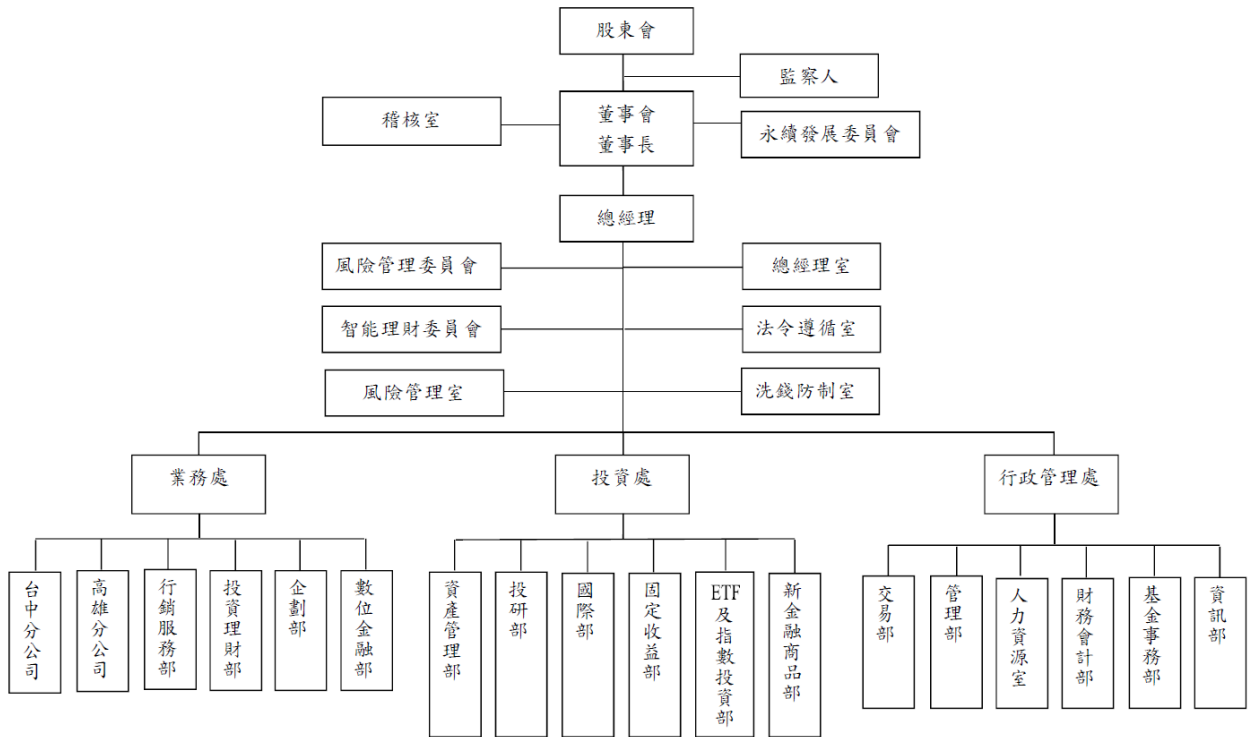 股東會
監察人
稽核室
董事會
董事長
永續發展委員會
總經理
風險管理委員會
總經理室
智能理財委員會
法令遵循室
風險管理室
洗錢防制室
業務處
投資處
行政管理處
台中分公司
高雄分公司
行銷服務部
投資理財部
企劃部
數位金融部
資產管理部
投研部
國際部
固定收益部
ETF及指數投資部
新金融商品部
交易部
管理部
人力資源室
財務會計部
基金事務部
資訊部